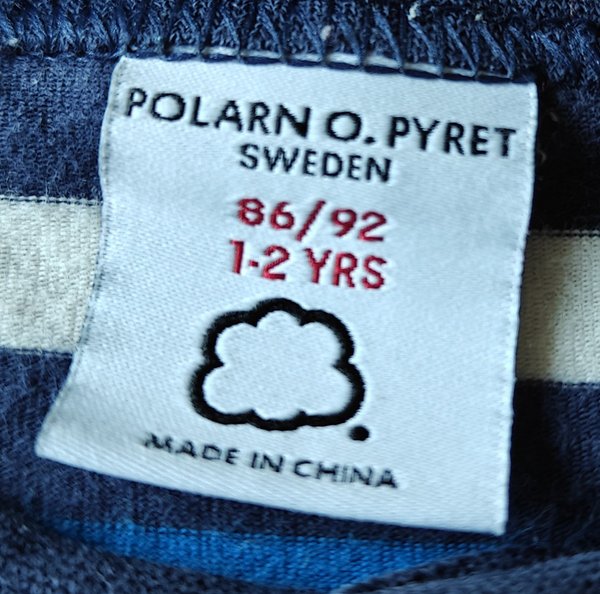 POLARN O. PYRET
SWEDEN
86/92
1-2 YRS
MADE IN CHINA